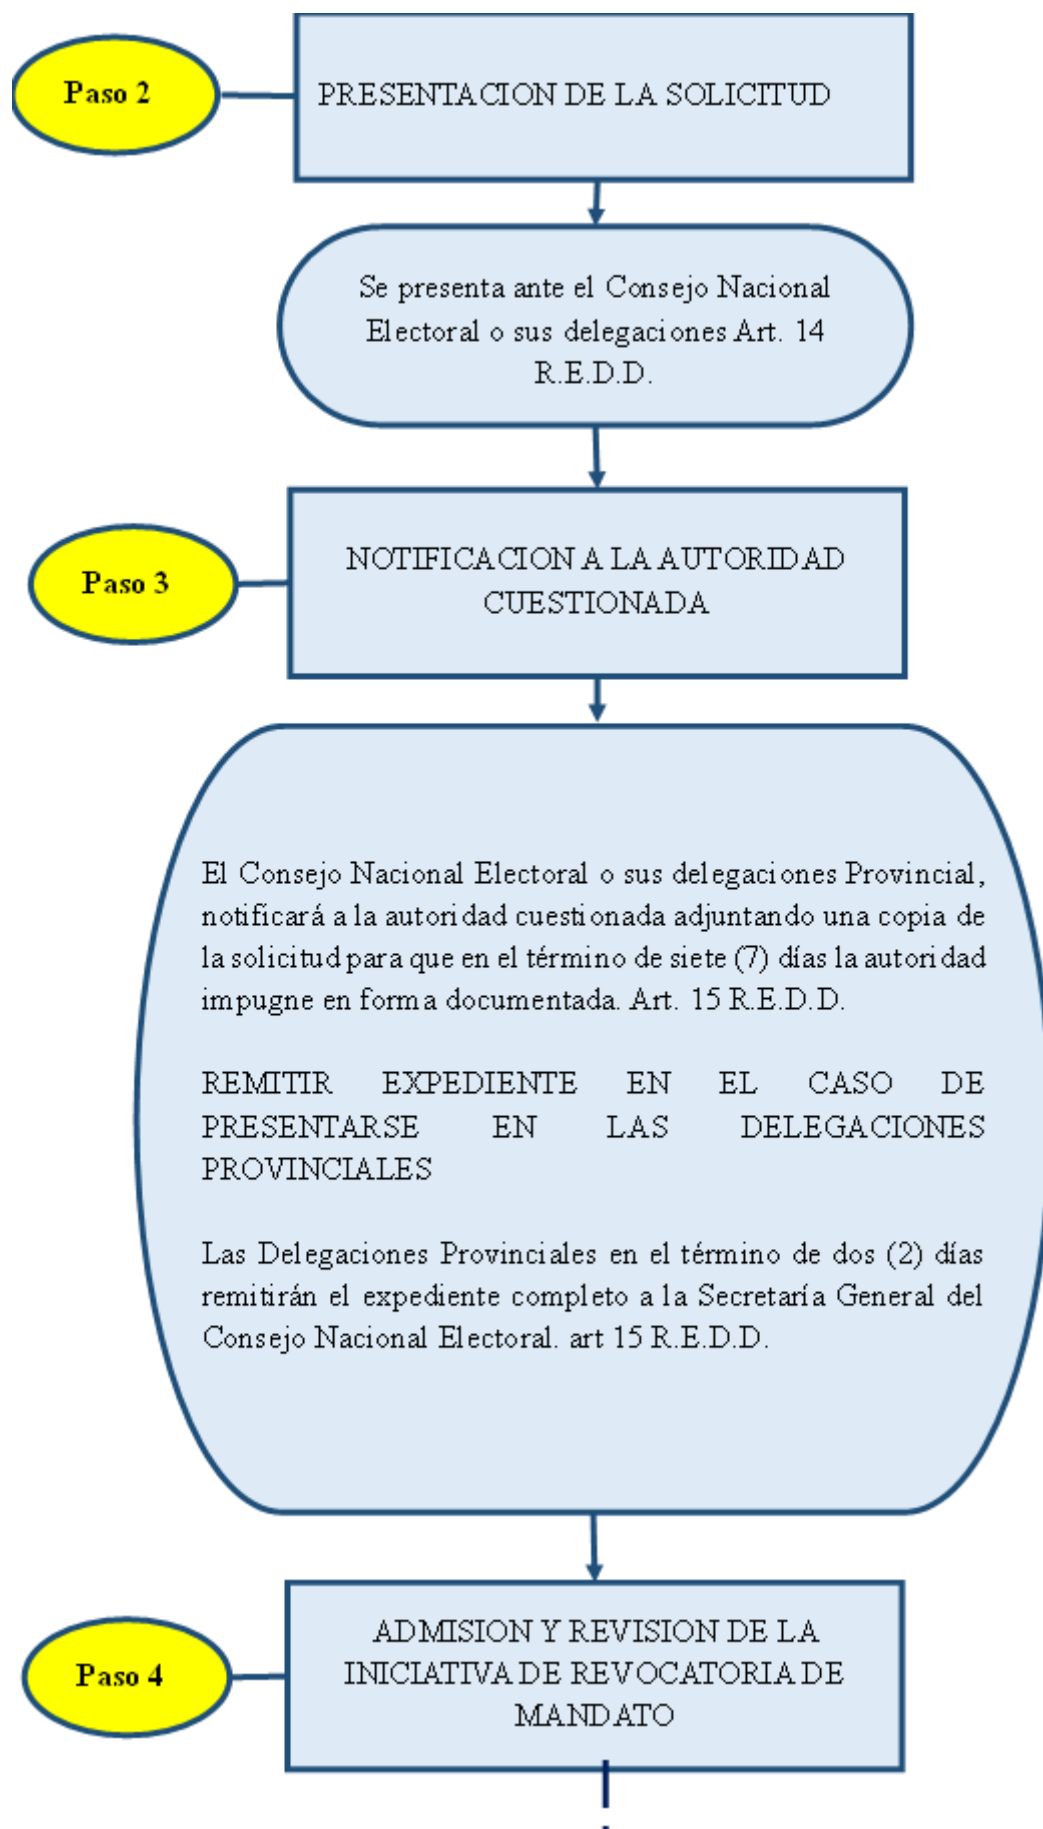 Paso 2
PRESENTACION DE LA SOLICITUD
Se presenta ante el Consejo Nacional
Electoral o sus delegaciones Art. 14
R.E.D.D.
Paso 3
NOTIFICACION A LA AUTORIDAD
CUESTIONADA
El Consejo Nacional Electoral o sus delegaciones Provincial,
notificará a la autoridad cuestionada adjuntando una copia de
la solicitud para que en el término de siete (7) días la autoridad
impugne en forma documentada. Art. 15 R.E.D.D.
REMITIR EXPEDIENTE EN EL CASO DE
PRESENTARSE EN LAS DELEGACIONES
PROVINCIALES
Las Delegaciones Provinciales en el término de dos (2) días
remitirán el expediente completo a la Secretaría General del
Consejo Nacional Electoral. art 15 R.E.D.D.
Paso 4
ADMISION Y REVISION DE LA
INICIATIVA DE REVOCATORIA DE
MANDATO